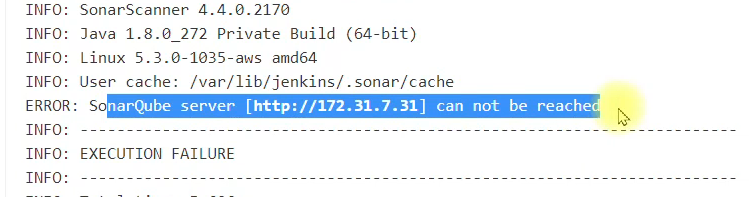 INFO: SonarScanner 4.4.0.2170
INFO: Java 1.8.0_272 Private Build (64-bit)
INFO: Linux 5.3.0-1035-aws amd64
INFO: User cache: /var/lib/jenkins/.sonar/cache
ERROR: SonarQube server [http://172.31.7.31] can not be reached
INFO: ------------------------------------------------------------------------
INFO: EXECUTION FAILURE
INFO: ------------------------------------------------------------------------